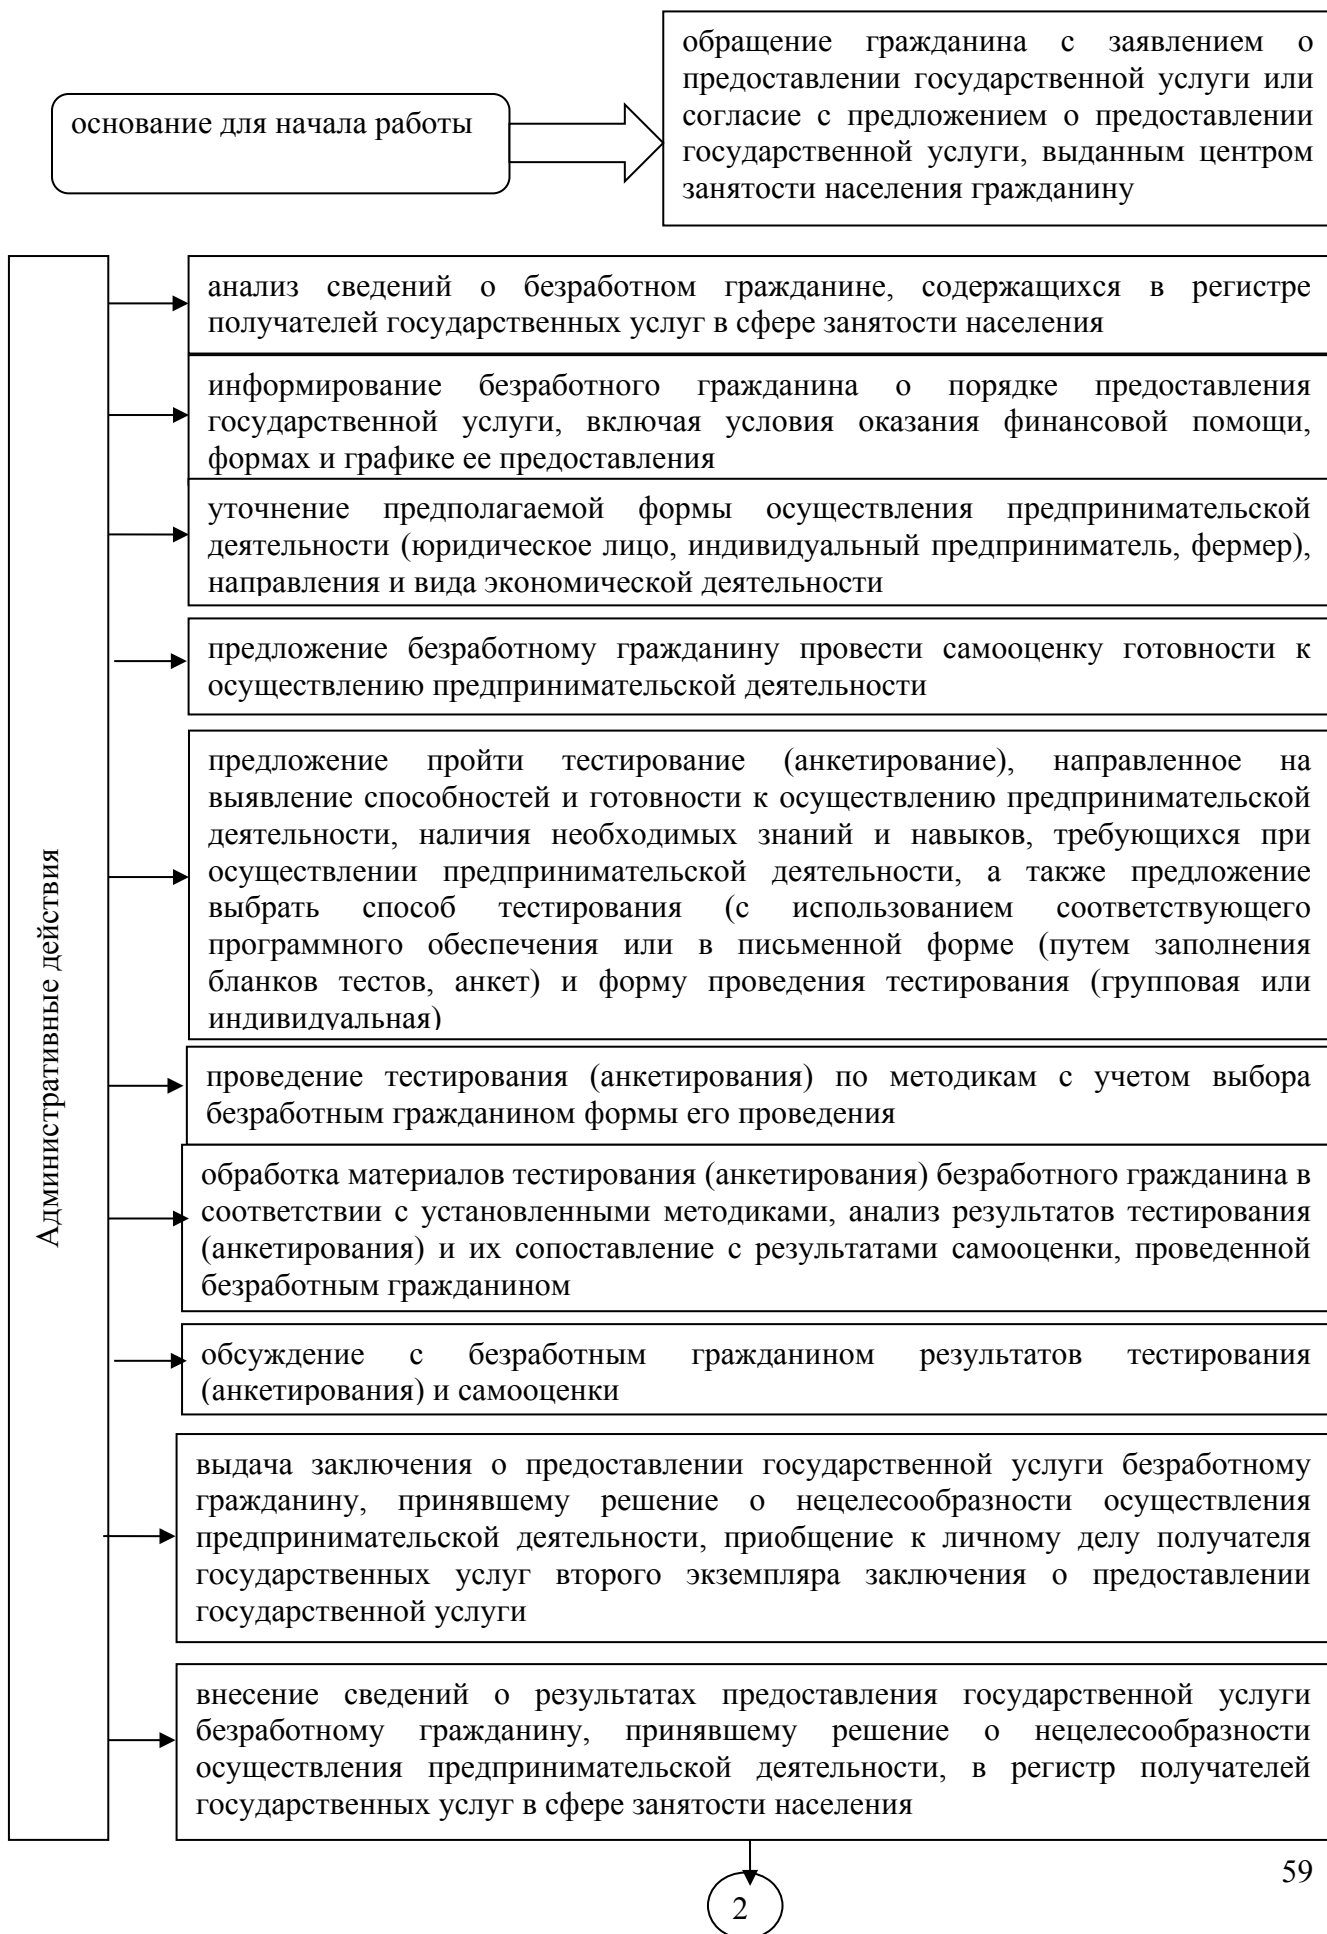 обращение гражданина с заявлением о
предоставлении государственной услуги или
согласие с предложением о предоставлении
государственной услуги, выданным центром
занятости населения гражданину
основание для начала работы
Административные действия
анализ сведений о безработном гражданине, содержащихся в регистре
получателей государственных услуг в сфере занятости населения
информирование безработного гражданина о порядке предоставления
государственной услуги, включая условия оказания финансовой помощи,
формах и графике ее предоставления
уточнение предполагаемой формы осуществления предпринимательской
деятельности (юридическое лицо, индивидуальный предприниматель, фермер),
направления и вида экономической деятельности
предложение безработному гражданину провести самооценку готовности к
осуществлению предпринимательской деятельности
предложение пройти тестирование (анкетирование), направленное на
выявление способностей и готовности к осуществлению предпринимательской
деятельности, наличия необходимых знаний и навыков, требующихся при
осуществлении предпринимательской деятельности, а также предложение
выбрать способ тестирования (с использованием соответствующего
программного обеспечения или в письменной форме (путем заполнения
бланков тестов, анкет) и форму проведения тестирования (групповая или
индивидуальная)
проведение тестирования (анкетирования) по методикам с учетом выбора
безработным гражданином формы его проведения
обработка материалов тестирования (анкетирования) безработного гражданина в
соответствии с установленными методиками, анализ результатов тестирования
(анкетирования) и их сопоставление с результатами самооценки, проведенной
безработным гражданином
обсуждение с безработным гражданином результатов тестирования
(анкетирования) и самооценки
выдача заключения о предоставлении государственной услуги безработному
гражданину, принявшему решение о нецелесообразности осуществления
предпринимательской деятельности, приобщение к личному делу получателя
государственных услуг второго экземпляра заключения о предоставлении
государственной услуги
внесение сведений о результатах предоставления государственной услуги
безработному гражданину, принявшему решение о нецелесообразности
осуществления предпринимательской деятельности, в регистр получателей
государственных услуг в сфере занятости населения
59
2